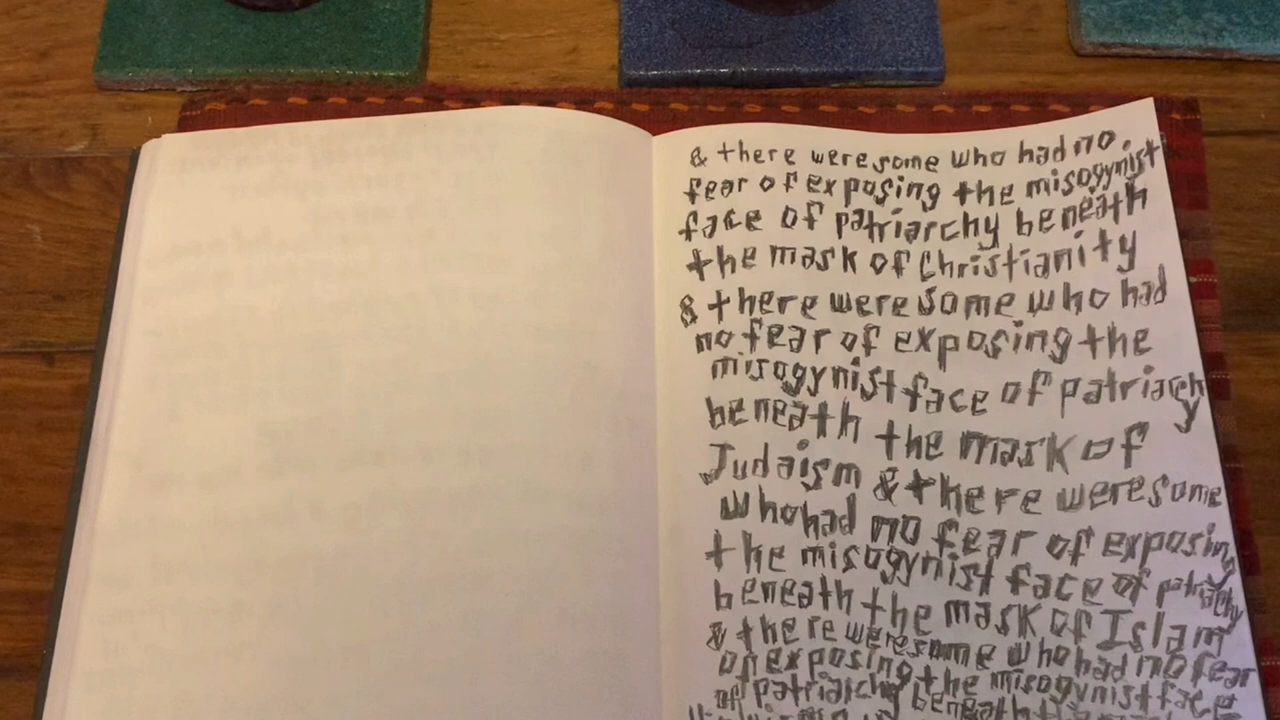 & there were some who had no
fear of exposing the misogynist
face of patriarchy beneath
the mask of Christianity
& there were some who had
no fear of exposing the
misogynist face of patriarchy
beneath the mask of
Judaism & there were some
who had no fear of exposing
the misogynist face of patriarchy
beneath the mask of Islam
& there were some who had no fear
of exposing the misogynist face
of patriarchy beneath the